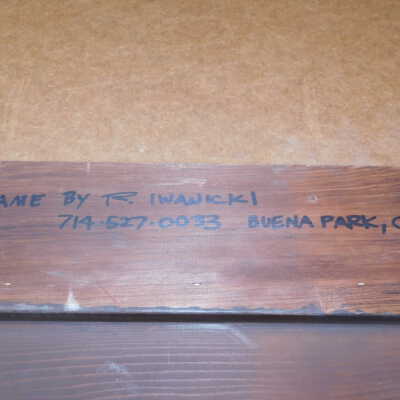 AME BY R. IWANICKI
714-527-0033 BUENA PARK, C